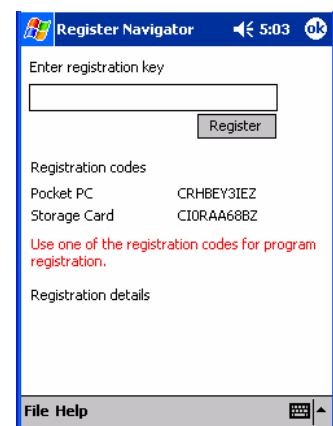 Register Navigator 5:03 ok
Enter registration key
Register
Registration codes
Pocket PC CRHBEY3IEZ
Storage Card CI0RAA68BZ
Use one of the registration codes for program
registration.
Registration details
File Help